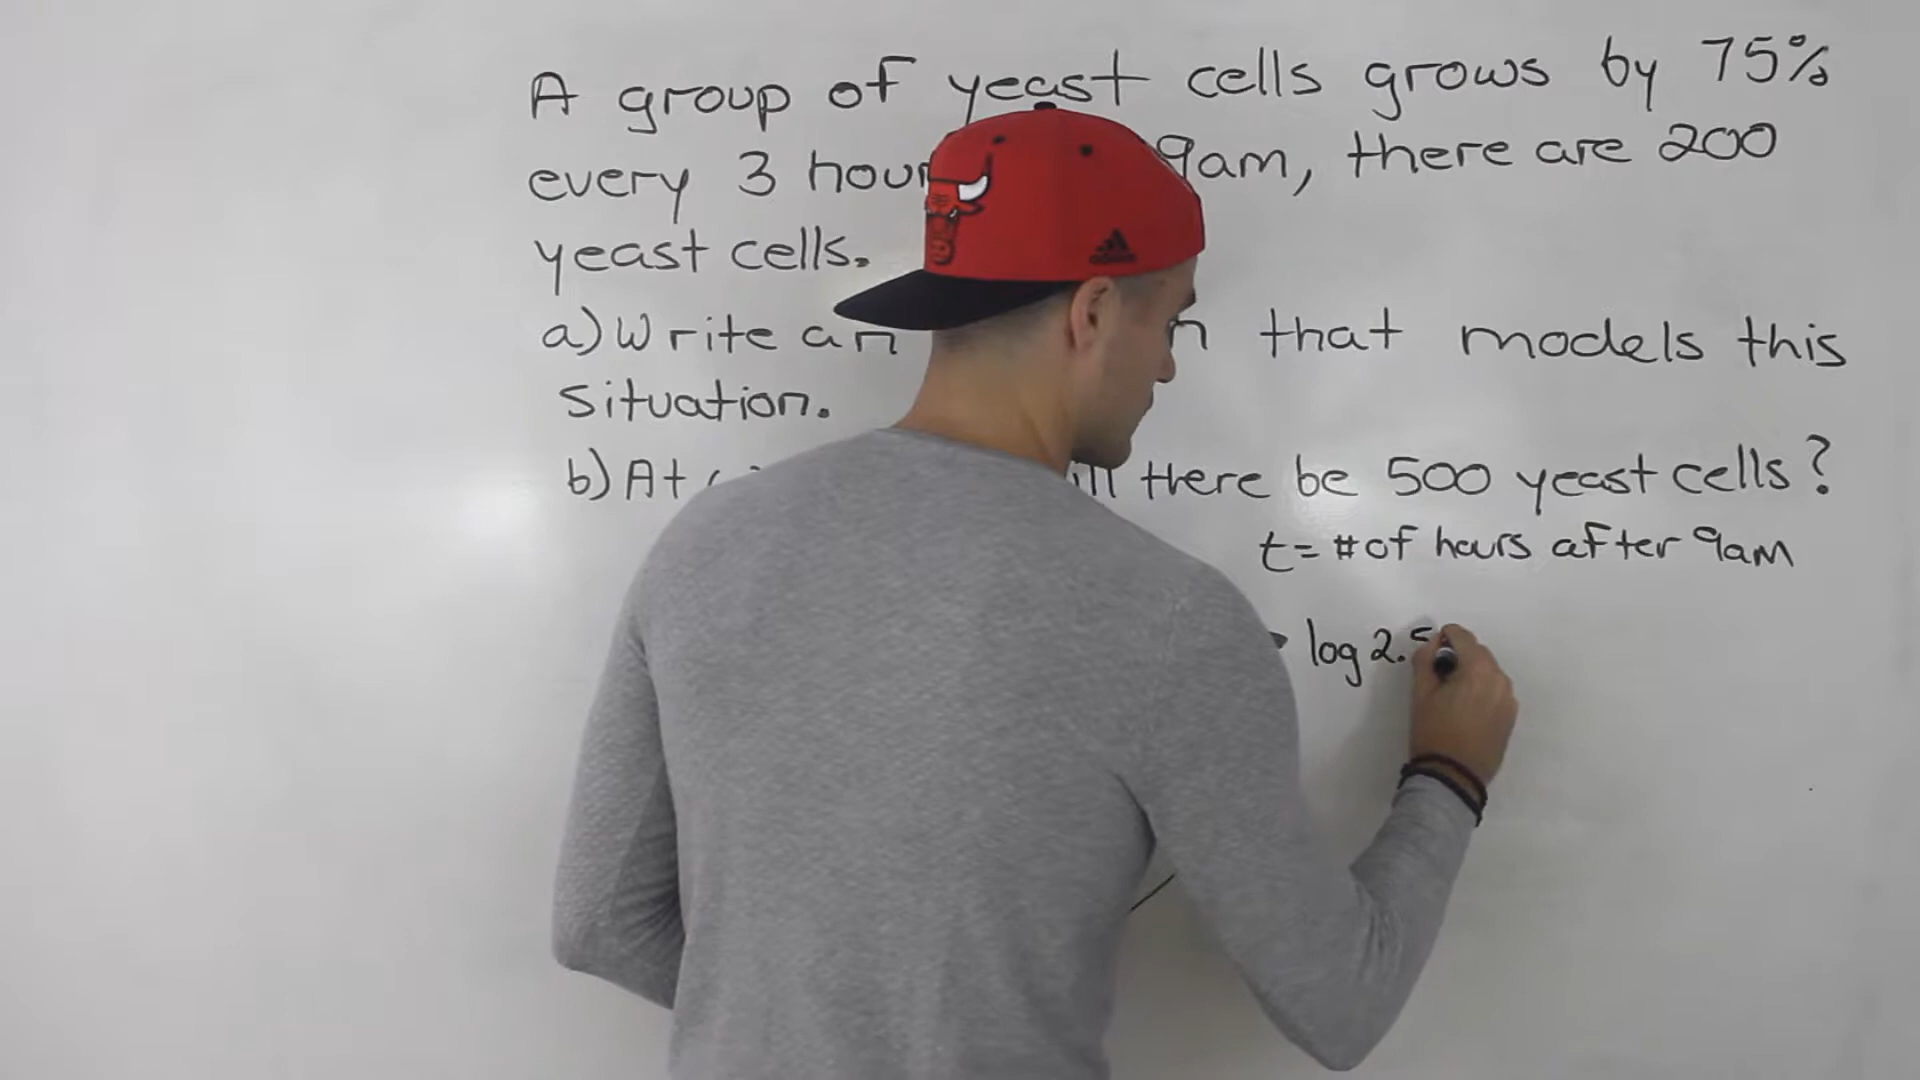 A group of yeast cells grows by 75%
every 3 hour 9am, there are 200
yeast cells.
a) Write an that models this
situation.
b) At there be 500 yeast cells?
t = # of hours after 9am
log 2.5